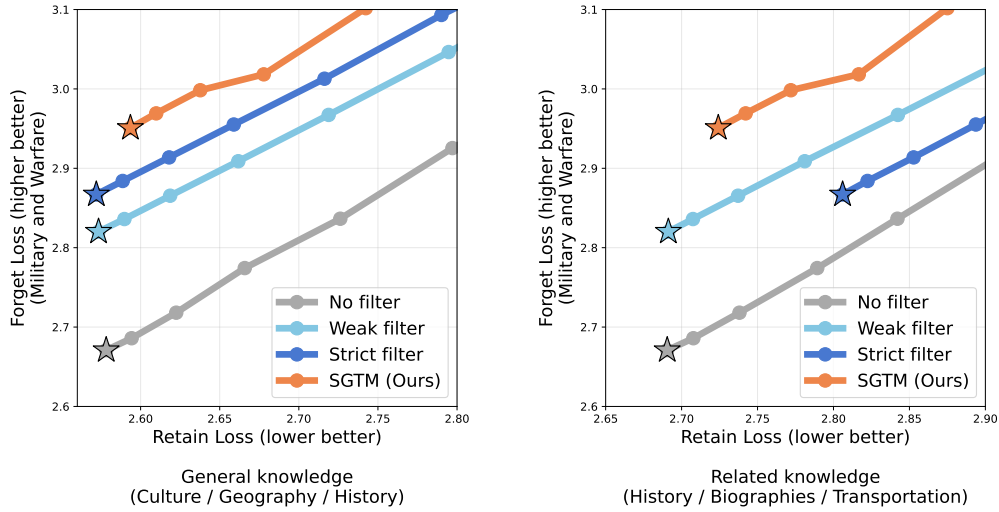 3.1
3.0
2.9
2.8
2.7
2.6
Forget Loss (higher better)
(Military and Warfare)
No filter
Weak filter
Strict filter
SGTM (Ours)
2.60
2.65
2.70
2.75
2.80
Retain Loss (lower better)
General knowledge
(Culture / Geography / History)
3.1
3.0
2.9
2.8
2.7
2.6
Forget Loss (higher better)
(Military and Warfare)
No filter
Weak filter
Strict filter
SGTM (Ours)
2.65
2.70
2.75
2.80
2.85
2.90
Retain Loss (lower better)
Related knowledge
(History / Biographies / Transportation)